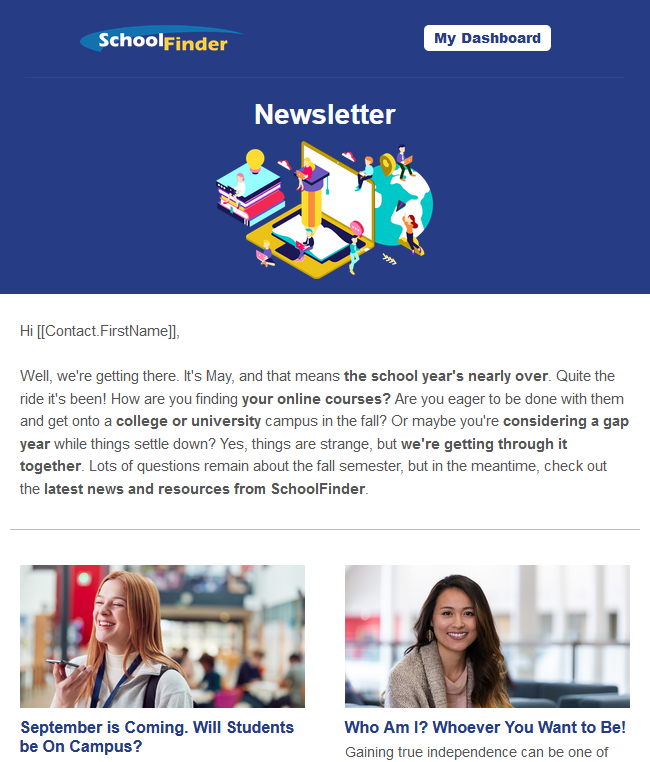 SchoolFinder
My Dashboard
Newsletter
Hi [[Contact.FirstName]],
Well, we're getting there. It's May, and that means the school year's nearly over. Quite the
ride it's been! How are you finding your online courses? Are you eager to be done with them
and get onto a college or university campus in the fall? Or maybe you're considering a gap
year while things settle down? Yes, things are strange, but we're getting through it
together. Lots of questions remain about the fall semester, but in the meantime, check out
the latest news and resources from SchoolFinder.
September is Coming. Will Students
be On Campus?
Who Am I? Whoever You Want to Be!
Gaining true independence can be one of